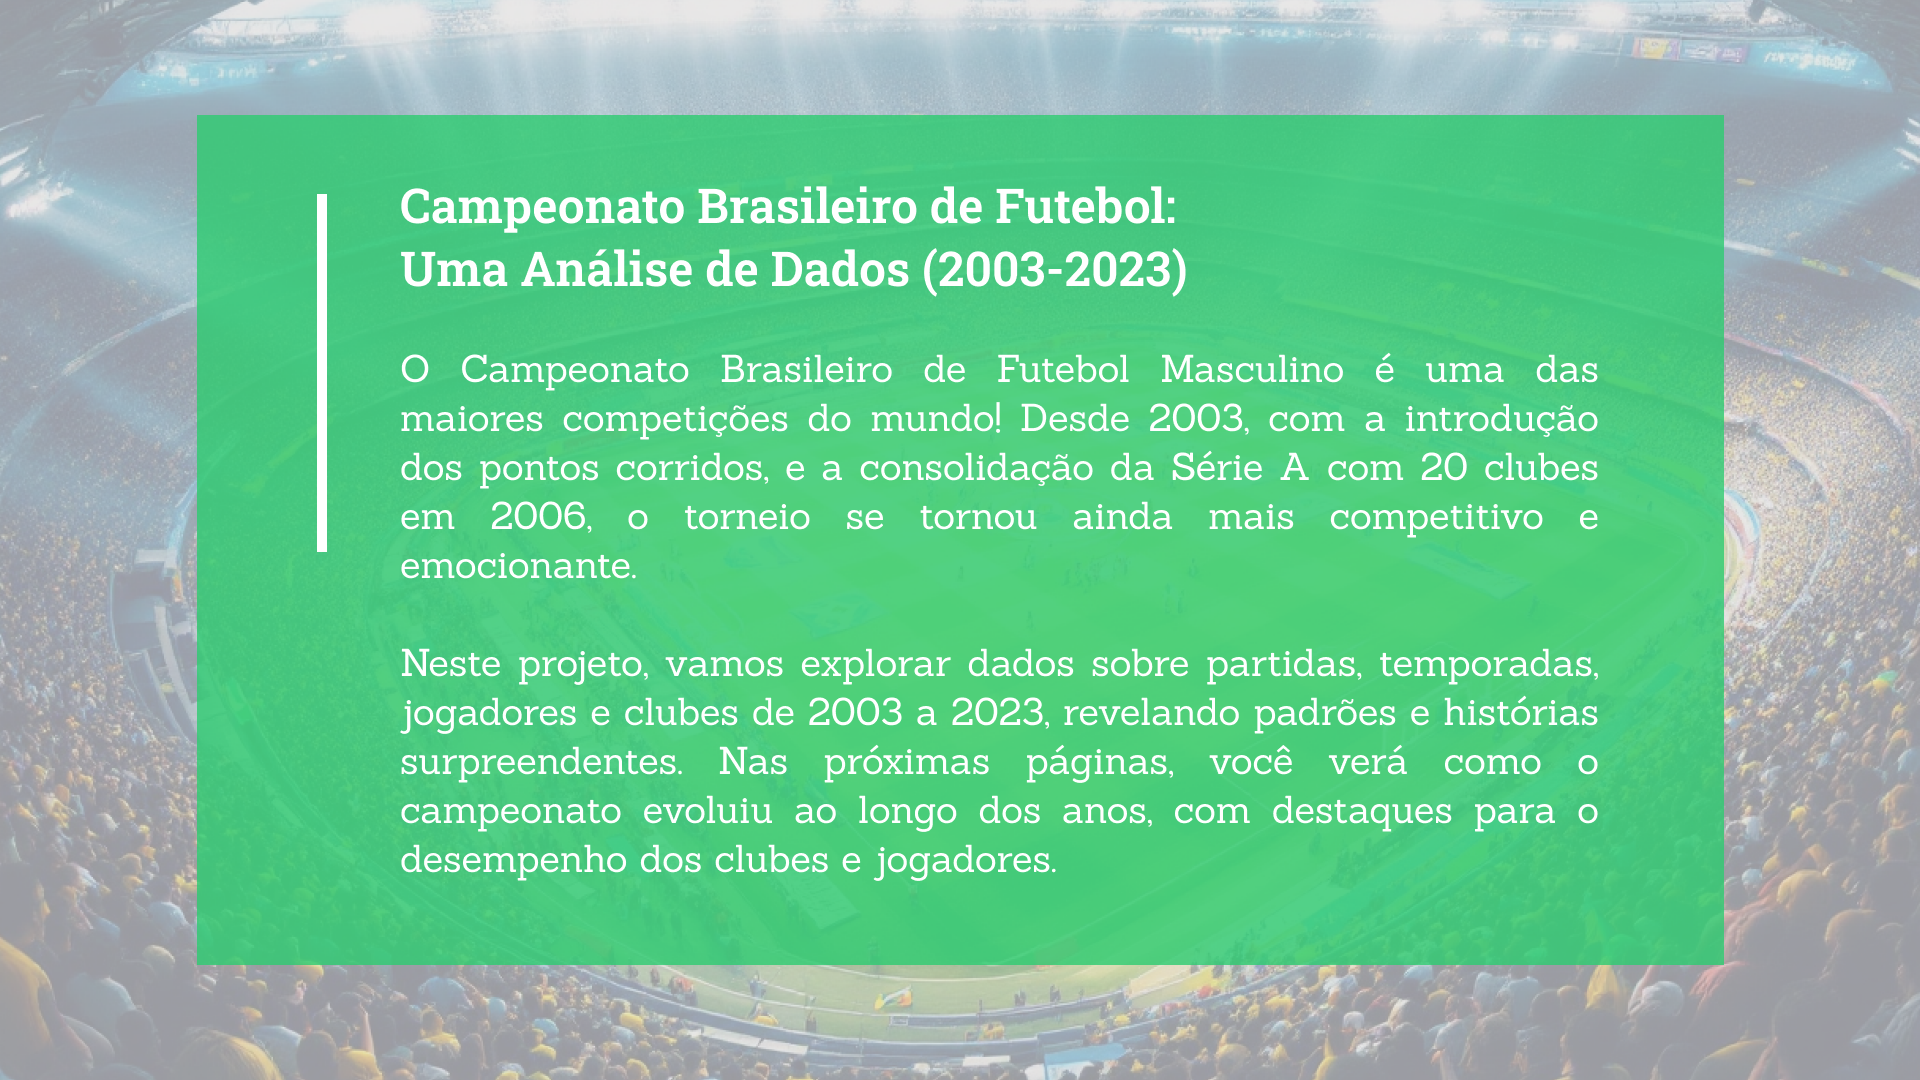 Campeonato Brasileiro de Futebol:
Uma Análise de Dados (2003-2023)
O Campeonato Brasileiro de Futebol Masculino é uma das
maiores competições do mundo! Desde 2003, com a introdução
dos pontos corridos, e a consolidação da Série A com 20 clubes
em 2006, o torneio se tornou ainda mais competitivo e
emocionante.
Neste projeto, vamos explorar dados sobre partidas, temporadas,
jogadores e clubes de 2003 a 2023, revelando padrões e histórias
surpreendentes. Nas próximas páginas, você verá como o
campeonato evoluiu ao longo dos anos, com destaques para o
desempenho dos clubes e jogadores.